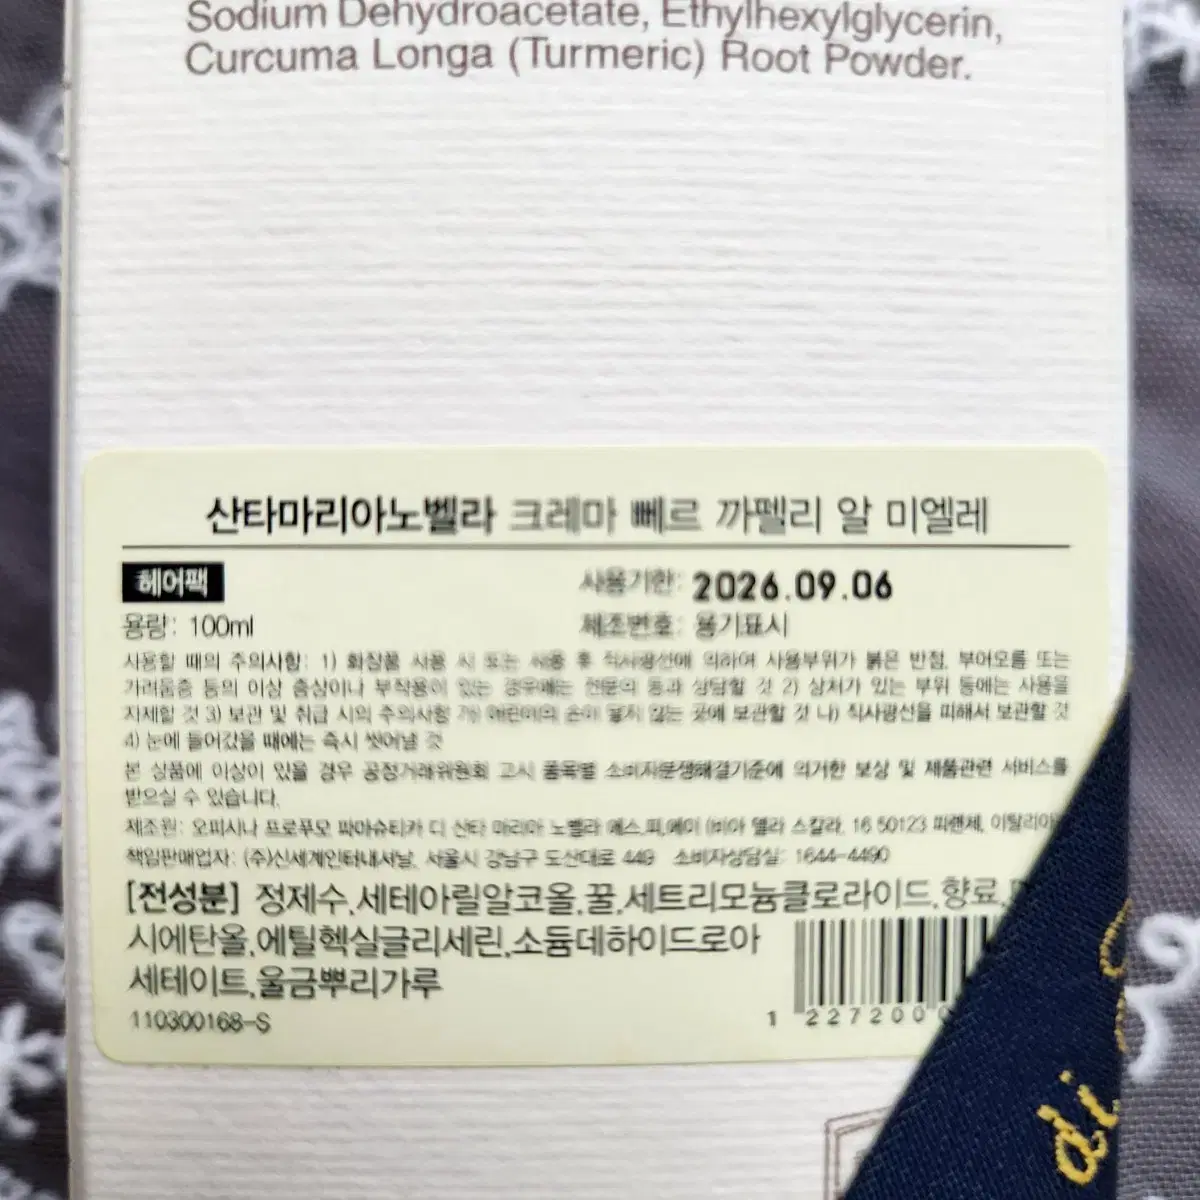 Sodium Dehydroacetate, Ethylhexylglycerin,
Curcuma Longa (Turmeric) Root Powder.
산타마리아노벨라 크레마 뻬르 까펠리 알 미엘레
헤어팩
사용기한: 2026.09.06
용량: 100ml
제조번호: 용기표시
사용할 때의 주의사항: 1) 화장품 사용 시 또는 사용 후 직사광선에 의하여 사용부위가 붉은 반점, 부어오름 또는
가려움증 등의 이상 증상이나 부작용이 있는 경우에는 전문의 등과 상담할 것 2) 상처가 있는 부위 등에는 사용을
자제할 것 3) 보관 및 취급 시의 주의사항 가) 어린이의 손이 닿지 않는 곳에 보관할 것 나) 직사광선을 피해서 보관할 것
4) 눈에 들어갔을 때에는 즉시 씻어낼 것
본 상품에 이상이 있을 경우 공정거래위원회 고시 품목별 소비자분쟁해결기준에 의거한 보상 및 제품관련 서비스를
받으실 수 있습니다.
제조원: 오피시나 프로푸모 파마슈티카 디 산타 마리아 노벨라 에스.피.에이 (비아 델라 스칼라, 16 50123 피렌체, 이탈리아
책임판매업자: (주)신세계인터내셔날, 서울시 강남구 도산대로 449 소비자상담실: 1644-4490
[전성분] 정제수,세테아릴알코올,꿀,세트리모늄클로라이드,향료,
시에탄올,에틸헥실글리세린,소듐데하이드로아
세테이트,울금뿌리가루
110300168-S
1 227200
di